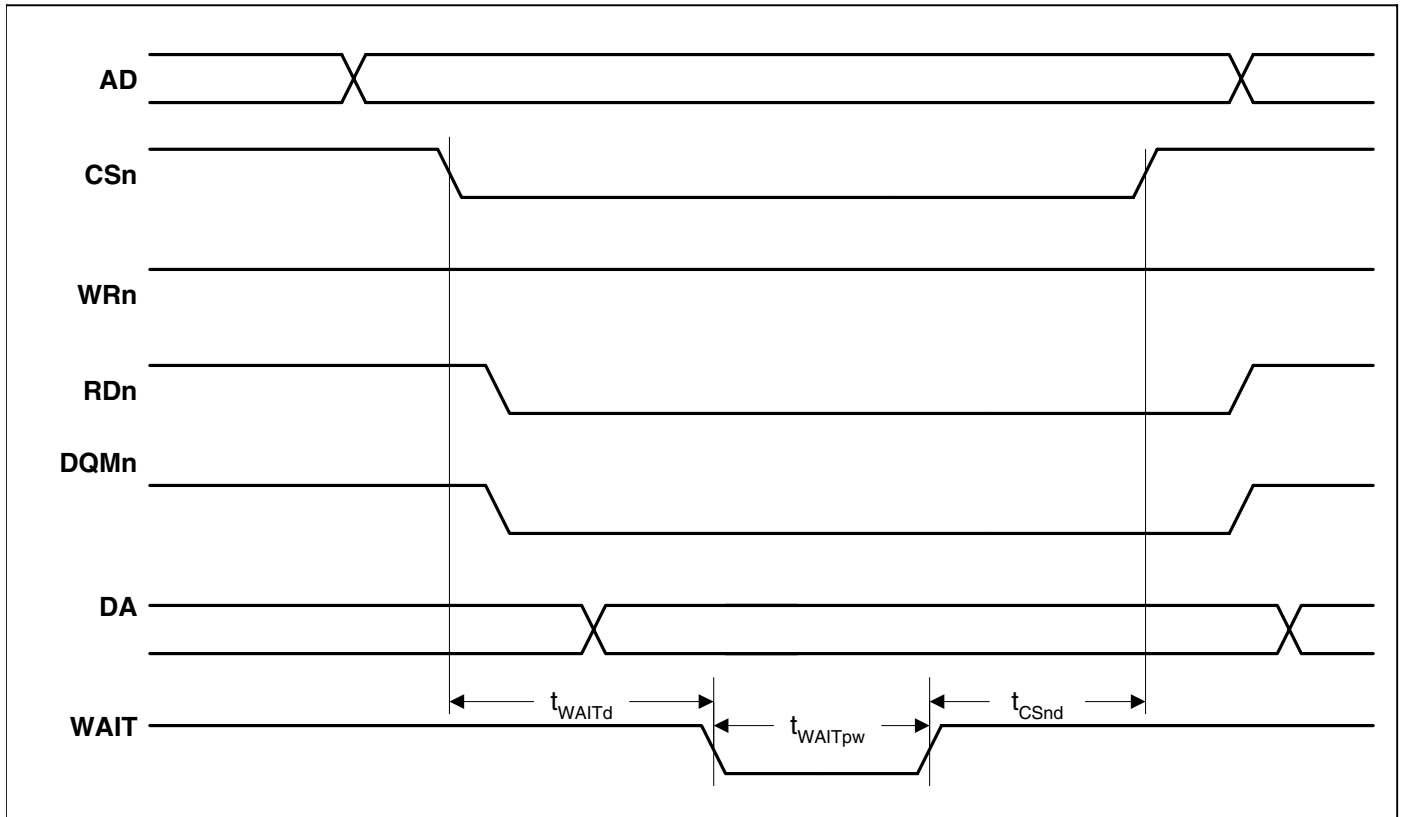 AD
CSn
WRn
RDn
DQMn
DA
tWAITd
tCSnd
WAIT
tWAITpw